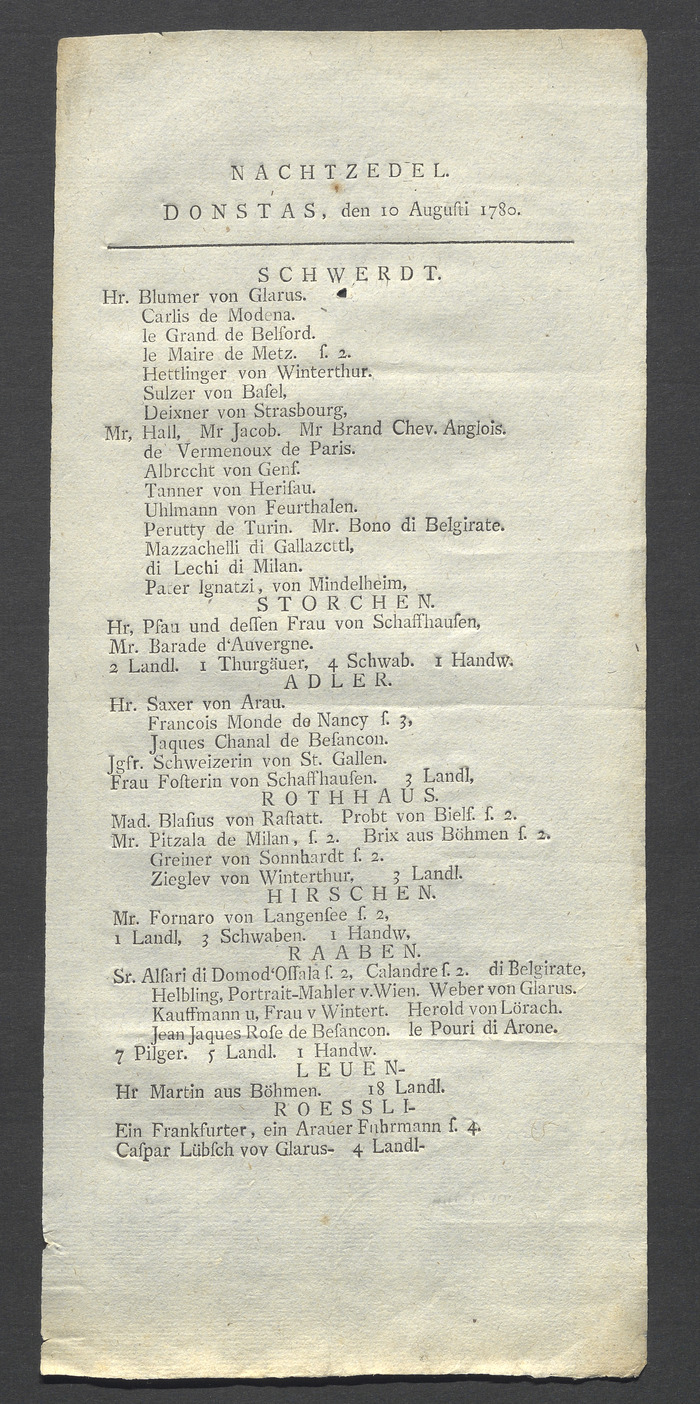 NACHTZEDEL.
DONSTAS, den 10 Auguſti 1780.
SCHWERDT.
Hr. Blumer von Glarus.
Carlis de Modena.
le Grand de Belford.
le Maire de Metz. ſ. 2.
Hettlinger von Winterthur.
Sulzer von Baſel,
Deixner von Strasbourg,
Mr, Hall, Mr Jacob. Mr Brand Chev. Anglois.
de Vermenoux de Paris.
Albrecht von Genf.
Tanner von Heriſau.
Uhlmann von Feurthalen.
Perutty de Turin. Mr. Bono di Belgirate.
Mazzachelli di Gallazettl,
di Lechi di Milan.
Pater Ignatzi, von Mindelheim,
STORCHEN.
Hr, Pfau und deſſen Frau von Schaffhauſen,
Mr. Barade d'Auvergne.
2 Landl. 1 Thurgäuer, 4 Schwab. 1 Handw.
ADLER.
Hr. Saxer von Arau.
Francois Monde de Nancy ſ. 3,
Jaques Chanal de Beſancon.
Jgfr. Schweizerin von St. Gallen.
Frau Foſterin von Schaffhauſen. 3 Landl,
ROTHHAUS.
Mad. Blaſius von Raſtatt. Probt von Bielf. ſ. 2.
Mr. Pitzala de Milan, ſ. 2. Brix aus Böhmen ſ. 2.
Greiner von Sonnhardt ſ. 2.
Zieglev von Winterthur, 3 Landl.
HIRSCHEN.
Mr. Fornaro von Langenſee ſ. 2,
1 Landl, 3 Schwaben. 1 Handw,
RAABEN.
Sr. Alfari di Domod'Oſſala ſ. 2, Calandre ſ. 2. di Belgirate,
Helbling, Portrait-Mahler v. Wien. Weber von Glarus.
Kauffmann u, Frau v Wintert. Herold von Lörach.
Jean Jaques Roſe de Beſancon. le Pouri di Arone.
7 Pilger. 5 Landl. 1 Handw.
LEUEN-
Hr Martin aus Böhmen. 18 Landl.
ROESSLI-
Ein Frankfurter, ein Arauer Fuhrmann ſ. 4.
Caſpar Lübſch vov Glarus- 4 Landl-